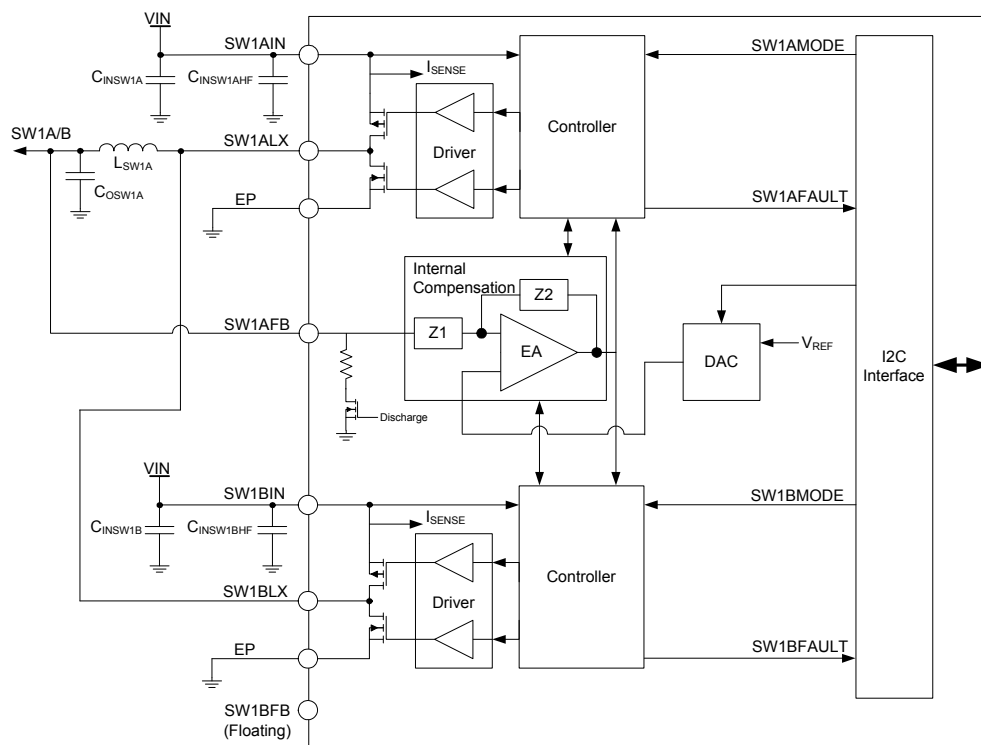 VIN
SW1AIN
SW1AMODE
CINSW1A
CINSW1AHF
ISENSE
Controller
SW1A/B
LSW1A
SW1ALX
Driver
COSW1A
EP
SW1AFAULT
Internal
Compensation
Z2
SW1AFB
Z1
EA
DAC
VREF
I2C
Interface
Discharge
VIN
SW1BIN
SW1BMODE
CINSW1B
CINSW1BHF
ISENSE
Controller
SW1BLX
Driver
EP
SW1BFAULT
SW1BFB
(Floating)